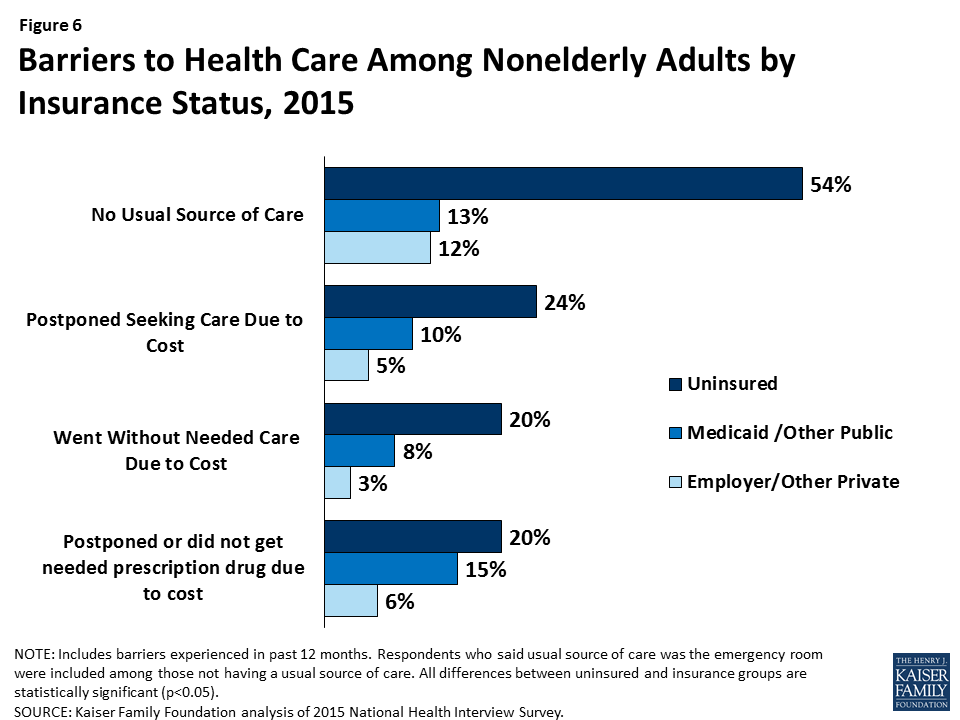 Figure 6
Barriers to Health Care Among Nonelderly Adults by
Insurance Status, 2015
No Usual Source of Care
54%
13%
12%
Postponed Seeking Care Due to
Cost
24%
10%
5%
Went Without Needed Care
Due to Cost
20%
8%
3%
Postponed or did not get
needed prescription drug due
to cost
20%
15%
6%
Uninsured
Medicaid /Other Public
Employer/Other Private
NOTE: Includes barriers experienced in past 12 months. Respondents who said usual source of care was the emergency room
were included among those not having a usual source of care. All differences between uninsured and insurance groups are
statistically significant (p<0.05).
SOURCE: Kaiser Family Foundation analysis of 2015 National Health Interview Survey.
THE HENRY J.
KAISER
FAMILY
FOUNDATION